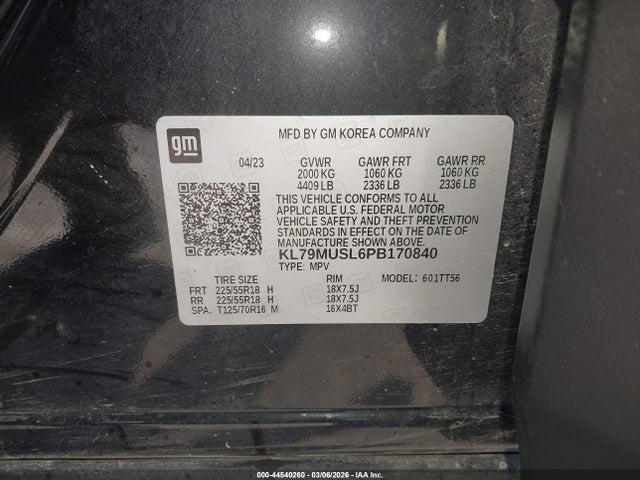 gm
MFD BY GM KOREA COMPANY
04/23 GVWR GAWR FRT GAWR RR
2000 KG 1060 KG 1060 KG
4409 LB 2336 LB 2336 LB
THIS VEHICLE CONFORMS TO ALL
APPLICABLE U.S. FEDERAL MOTOR
VEHICLE SAFETY AND THEFT PREVENTION
STANDARDS IN EFFECT ON THE DATE OF
MANUFACTURE SHOWN ABOVE.
KL79MUSL6PB170840
TYPE: MPV MODEL: 601TT56
TIRE SIZE RIM
FRT 225/55R18 H 18X7.5J
RR 225/55R18 H 18X7.5J
SPA. T125/70R16 M 16X4BT
000-44540260 - 03/06/2026 - IAA Inc.